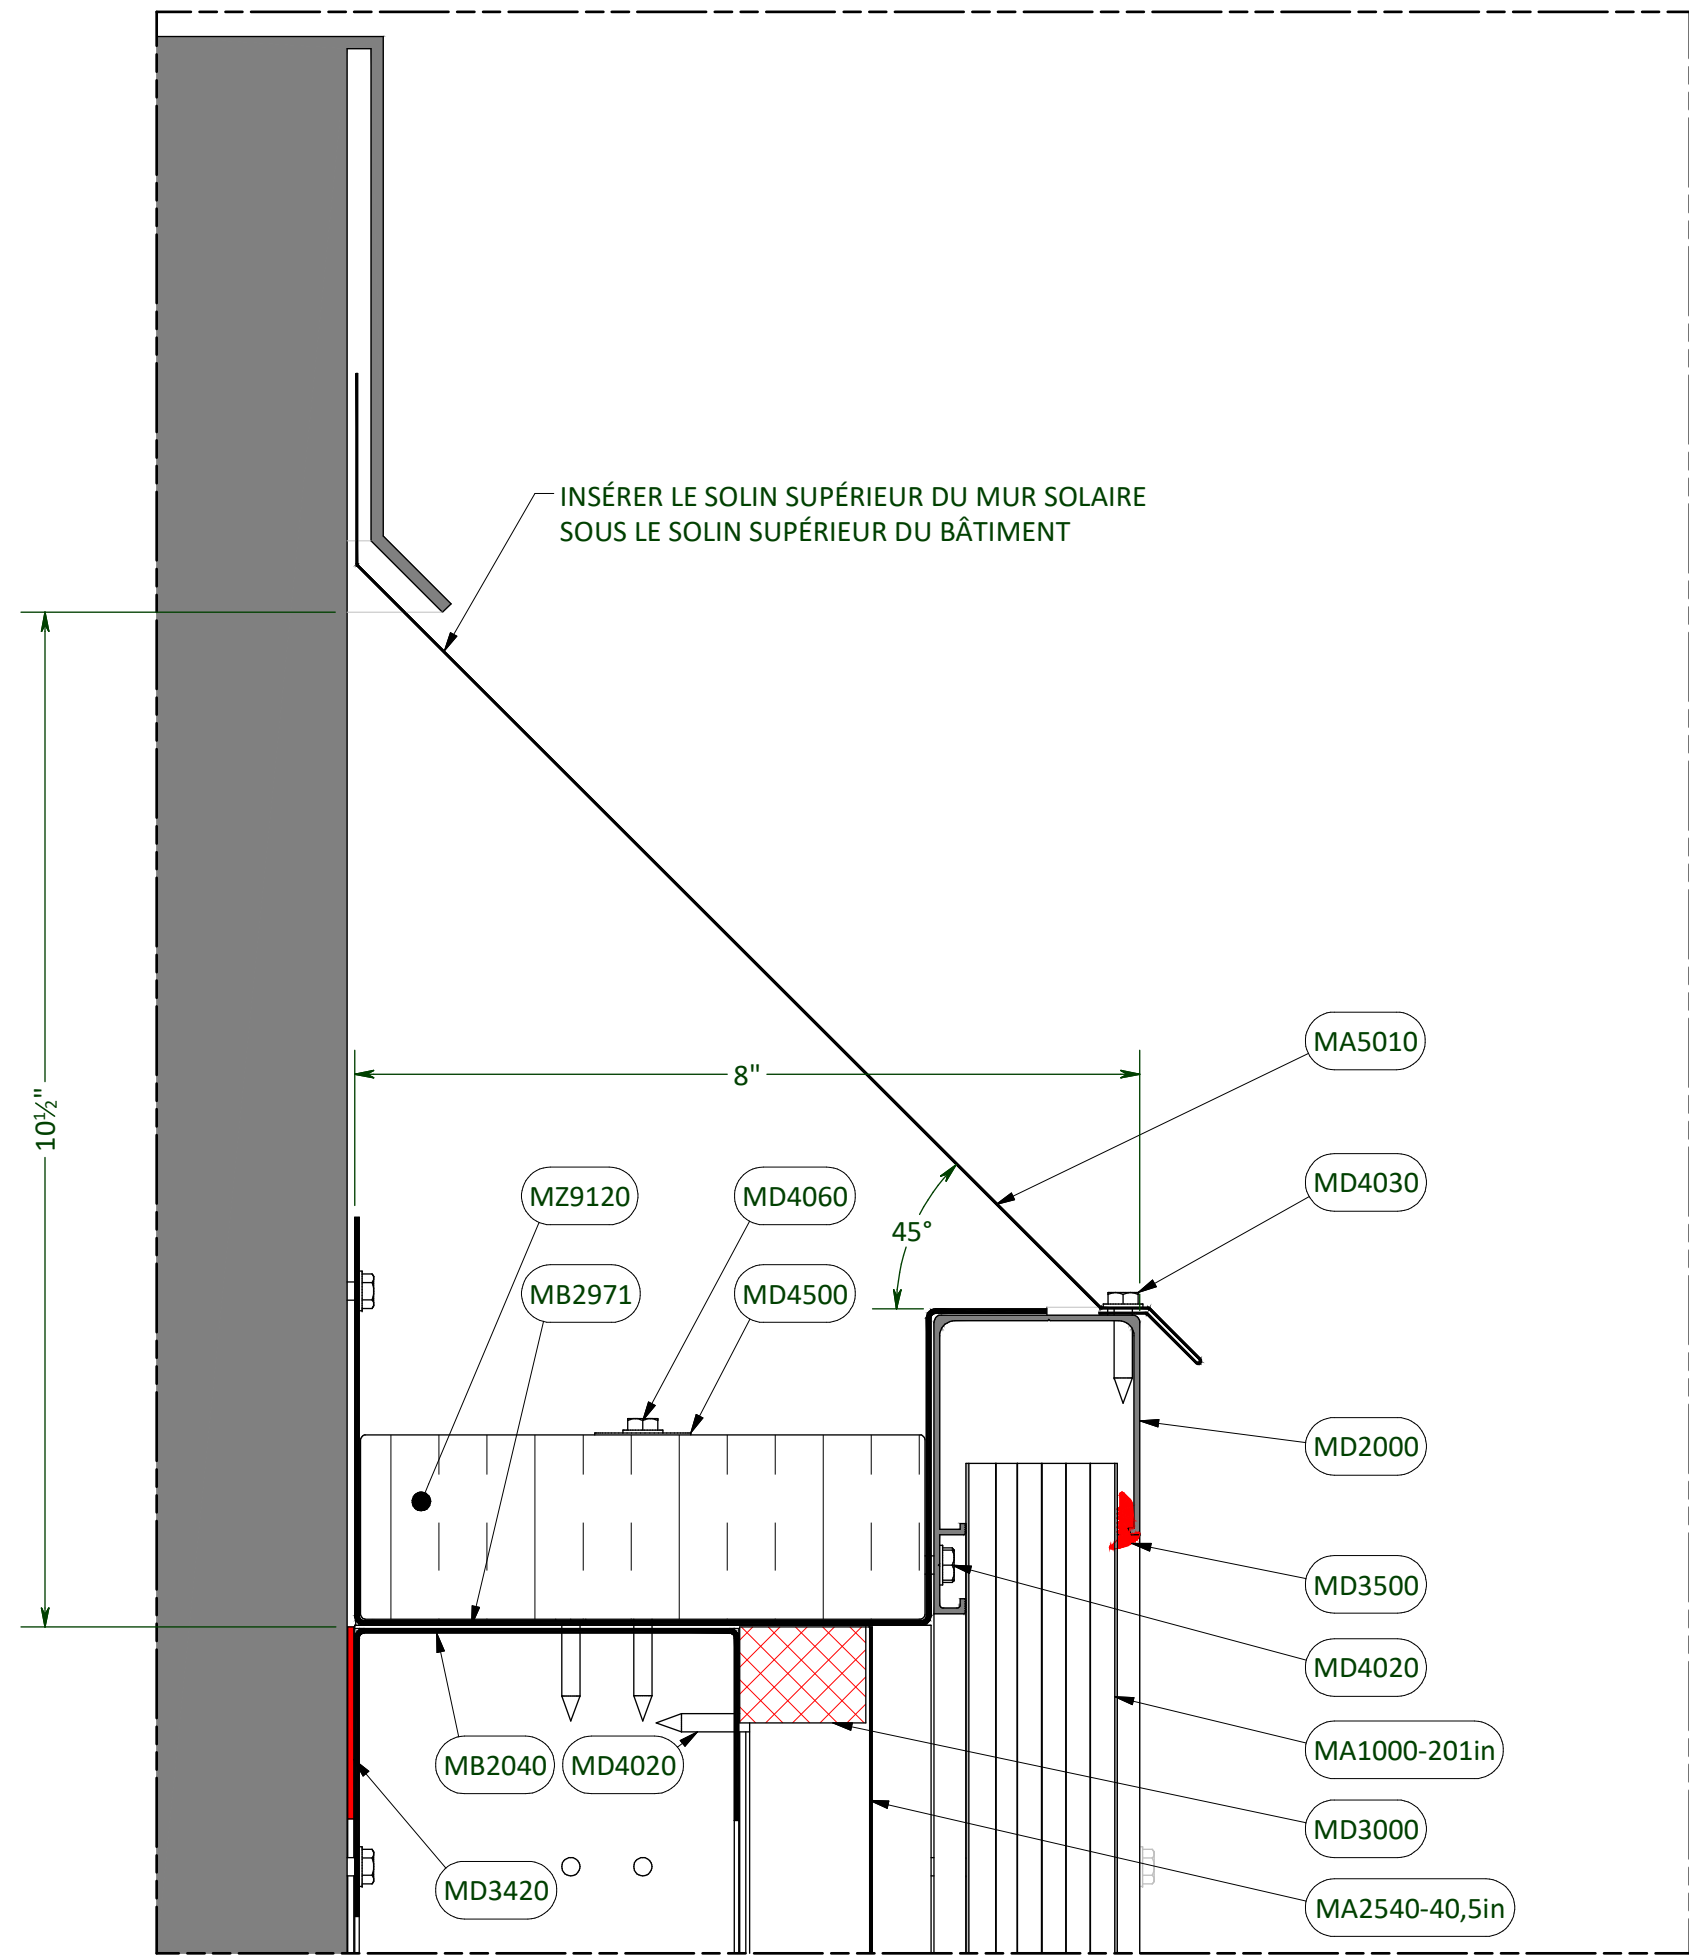 INSÉRER LE SOLIN SUPÉRIEUR DU MUR SOLAIRE
SOUS LE SOLIN SUPÉRIEUR DU BÂTIMENT
10½"
8"
45°
MA5010
MD4030
MZ9120
MD4060
MB2971
MD4500
MD2000
MD3500
MD4020
MA1000-201in
MB2040
MD4020
MD3000
MD3420
MA2540-40,5in